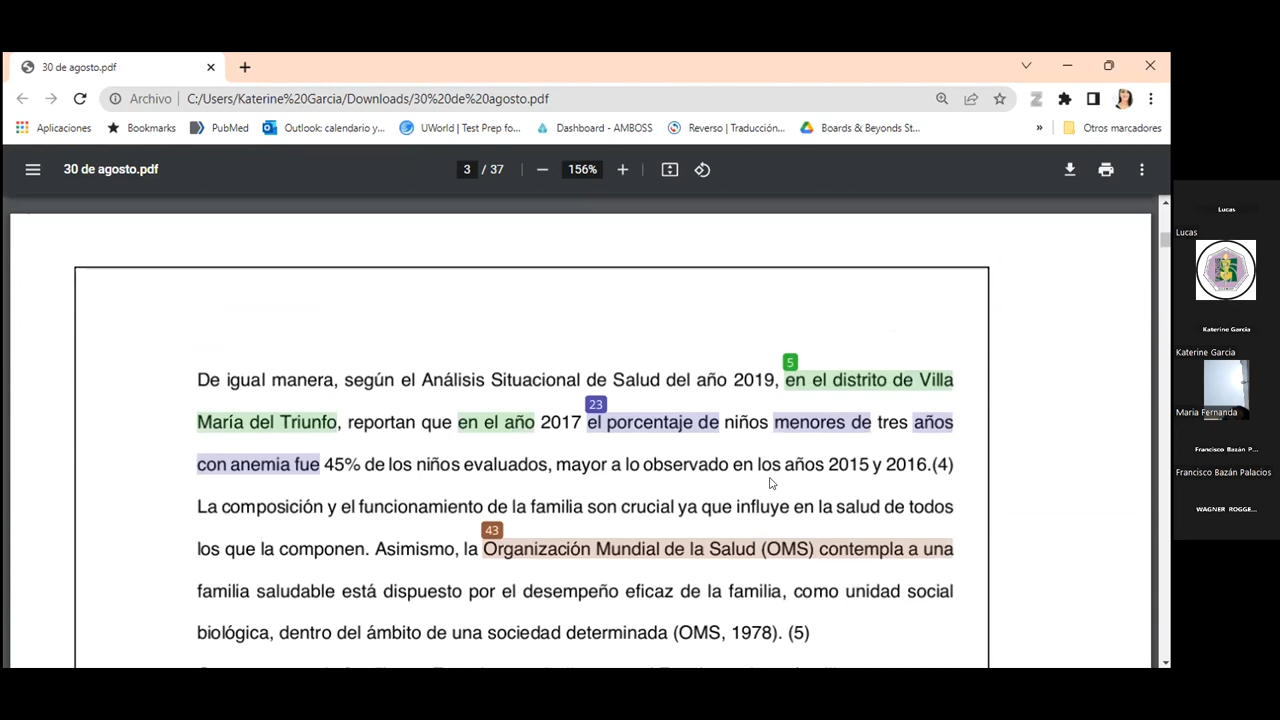 30 de agosto.pdf
Archivo C:/Users/Katerine%20Garcia/Downloads/30%20de%20agosto.pdf
Aplicaciones Bookmarks PubMed Outlook: calendario y... UWorld | Test Prep fo... Dashboard - AMBOSS Reverso | Traducción... Boards & Beyonds St... » Otros marcadores
30 de agosto.pdf 3 / 37 156%
Lucas
Lucas
Katerine Garcia
Katerine Garcia
Maria Fernanda
Francisco Bazán P...
Francisco Bazán Palacios
WAGNER ROGGE...
5
De igual manera, según el Análisis Situacional de Salud del año 2019, en el distrito de Villa
23
María del Triunfo, reportan que en el año 2017 el porcentaje de niños menores de tres años
con anemia fue 45% de los niños evaluados, mayor a lo observado en los años 2015 y 2016.(4)
La composición y el funcionamiento de la familia son crucial ya que influye en la salud de todos
43
los que la componen. Asimismo, la Organización Mundial de la Salud (OMS) contempla a una
familia saludable está dispuesto por el desempeño eficaz de la familia, como unidad social
biológica, dentro del ámbito de una sociedad determinada (OMS, 1978). (5)